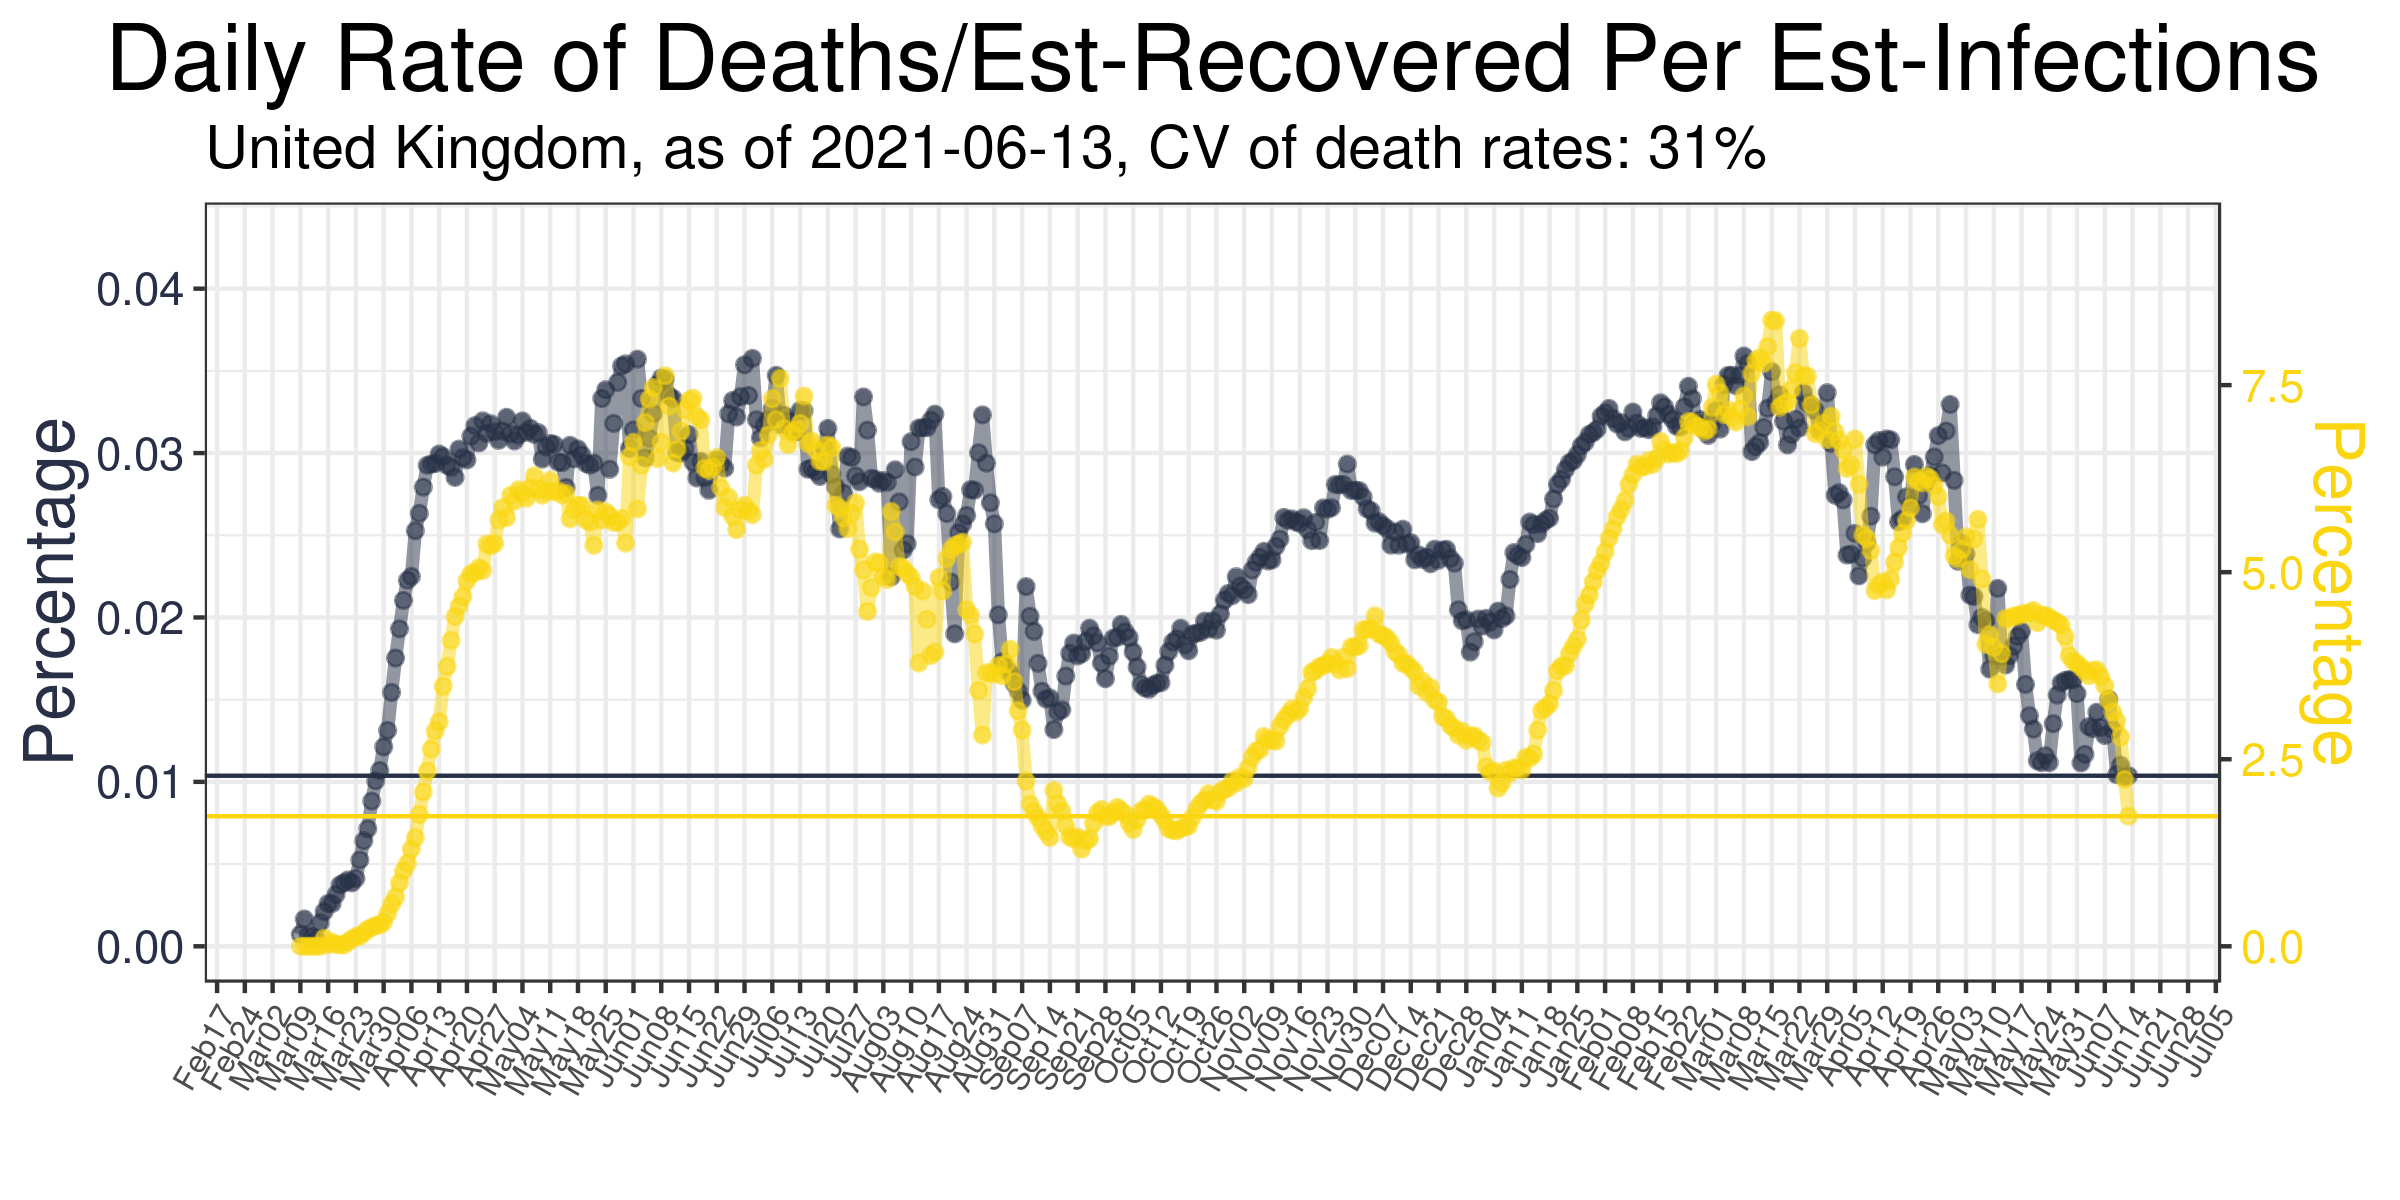 Daily Rate of Deaths/Est-Recovered Per Est-Infections
United Kingdom, as of 2021-06-13, CV of death rates: 31%
Percentage
0.04
0.03
0.02
0.01
0.00
7.5
5.0
2.5
0.0
Percentage
Feb17 Feb24 Mar02 Mar09 Mar16 Mar23 Mar30 Apr06 Apr13 Apr20 Apr27 May04 May11 May18 May25 Jun01 Jun08 Jun15 Jun22 Jun29 Jul06 Jul13 Jul20 Jul27 Aug03 Aug10 Aug17 Aug24 Aug31 Sep07 Sep14 Sep21 Sep28 Oct05 Oct12 Oct19 Oct26 Nov02 Nov09 Nov16 Nov23 Nov30 Dec07 Dec14 Dec21 Dec28 Jan04 Jan11 Jan18 Jan25 Feb01 Feb08 Feb15 Feb22 Mar01 Mar08 Mar15 Mar22 Mar29 Apr05 Apr12 Apr19 Apr26 May03 May10 May17 May24 May31 Jun07 Jun14 Jun21 Jun28 Jul05